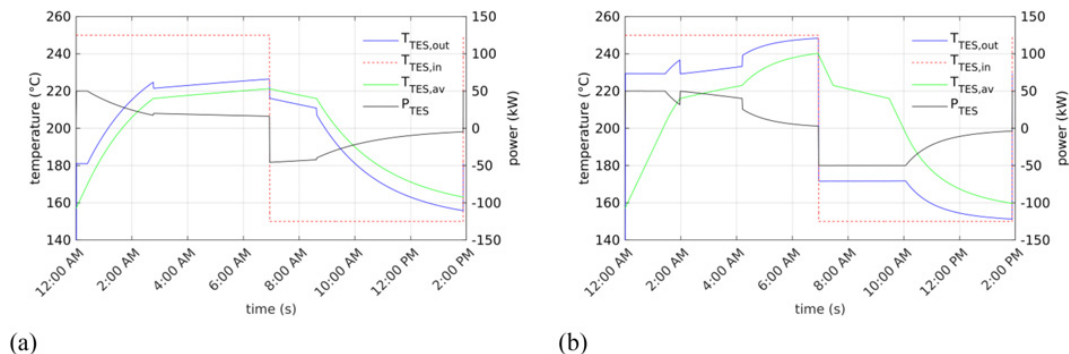 260
240
220
200
180
160
140
temperature (°C)
150
100
50
0
-50
-100
-150
power (kW)
T_TES,out
T_TES,in
T_TES,av
P_TES
12:00 AM
2:00 AM
4:00 AM
6:00 AM
8:00 AM
10:00 AM
12:00 PM
2:00 PM
time (s)
(a)
260
240
220
200
180
160
140
temperature (°C)
150
100
50
0
-50
-100
-150
power (kW)
T_TES,out
T_TES,in
T_TES,av
P_TES
12:00 AM
2:00 AM
4:00 AM
6:00 AM
8:00 AM
10:00 AM
12:00 PM
2:00 PM
time (s)
(b)